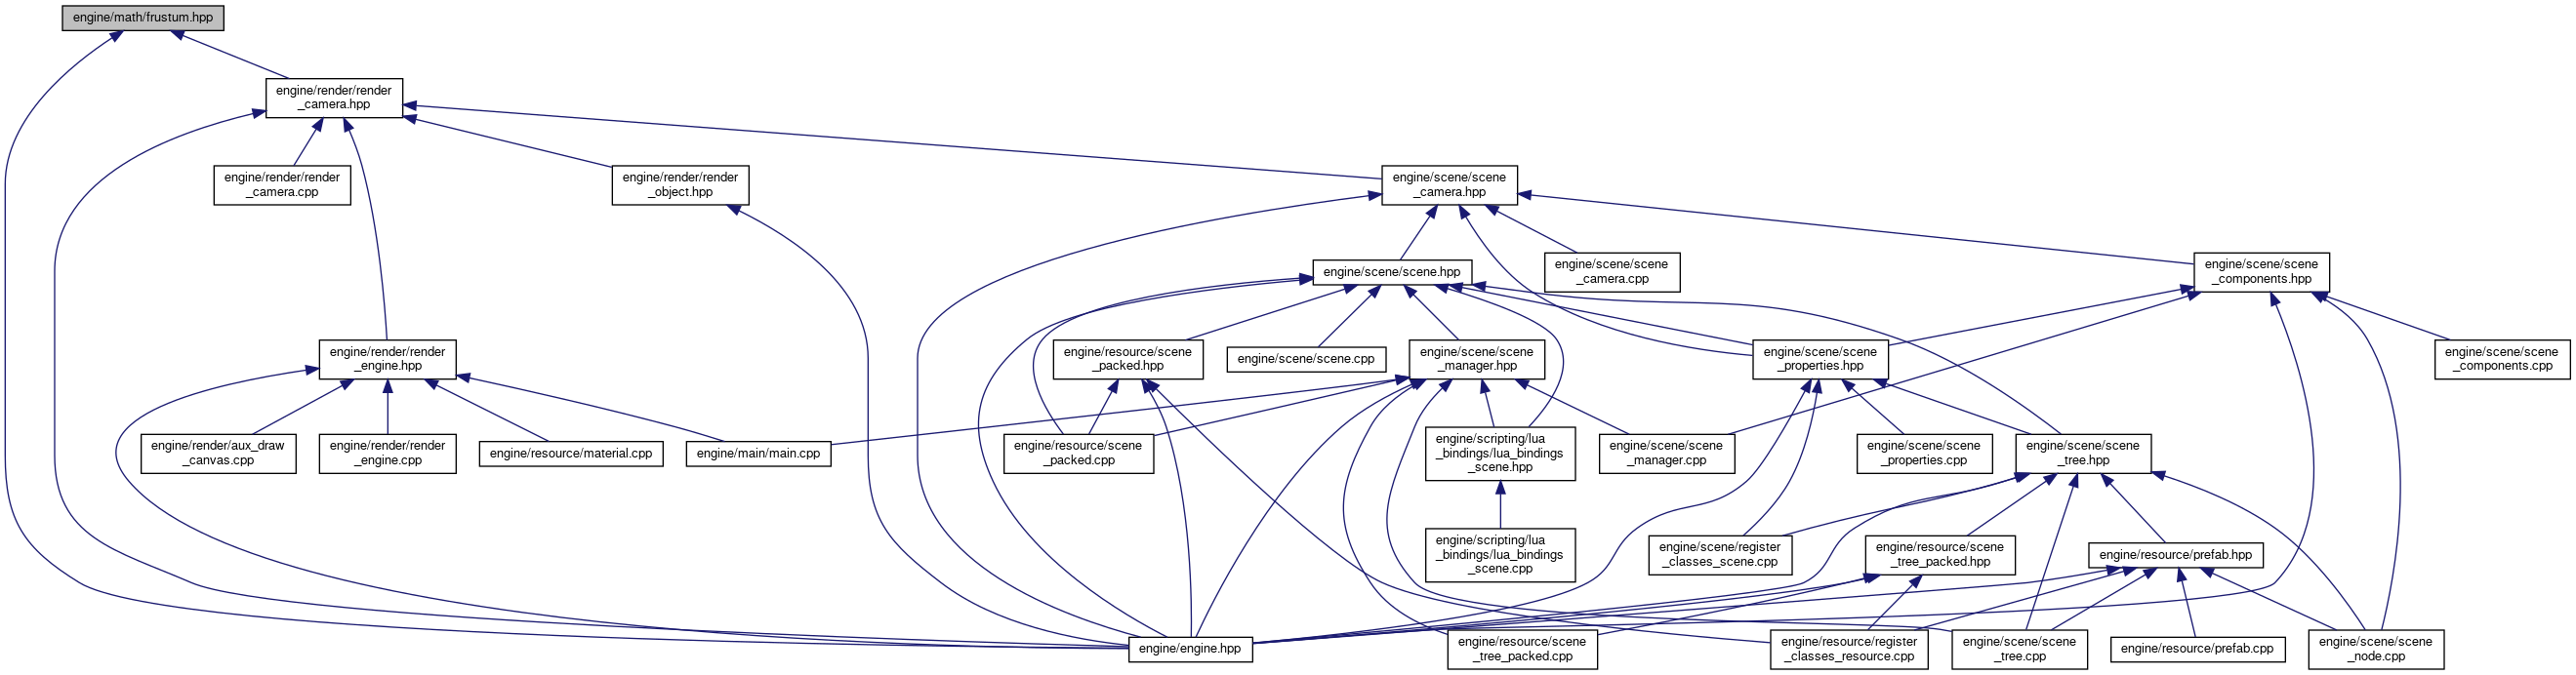 engine/math/frustum.hpp
engine/render/render
_camera.hpp
engine/render/render
_camera.cpp
engine/render/render
_object.hpp
engine/scene/scene
_camera.hpp
engine/scene/scene.hpp
engine/scene/scene
_camera.cpp
engine/scene/scene
_components.hpp
engine/render/render
_engine.hpp
engine/resource/scene
_packed.hpp
engine/scene/scene.cpp
engine/scene/scene
_manager.hpp
engine/scene/scene
_properties.hpp
engine/scene/scene
_components.cpp
engine/render/aux_draw
_canvas.cpp
engine/render/render
_engine.cpp
engine/resource/material.cpp
engine/main/main.cpp
engine/resource/scene
_packed.cpp
engine/scripting/lua
_bindings/lua_bindings
_scene.hpp
engine/scene/scene
_manager.cpp
engine/scene/scene
_properties.cpp
engine/scene/scene
_tree.hpp
engine/scripting/lua
_bindings/lua_bindings
_scene.cpp
engine/scene/register
_classes_scene.cpp
engine/resource/scene
_tree_packed.hpp
engine/resource/prefab.hpp
engine/engine.hpp
engine/resource/scene
_tree_packed.cpp
engine/resource/register
_classes_resource.cpp
engine/scene/scene
_tree.cpp
engine/resource/prefab.cpp
engine/scene/scene
_node.cpp